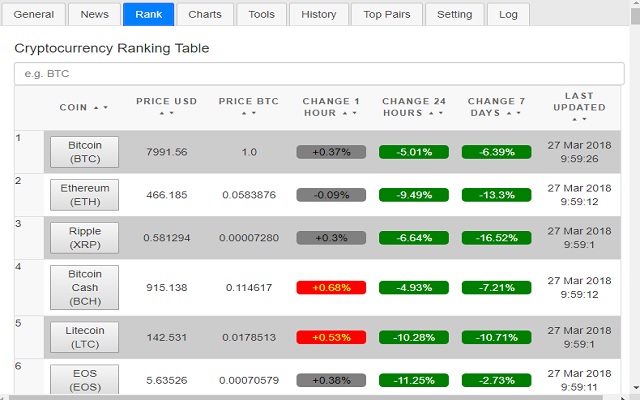 General News Rank Charts Tools History Top Pairs Setting Log
Cryptocurrency Ranking Table
e.g. BTC
COIN PRICE USD PRICE BTC CHANGE 1 HOUR CHANGE 24 HOURS CHANGE 7 DAYS LAST UPDATED
1 Bitcoin (BTC) 7991.56 1.0 +0.37% -5.01% -6.39% 27 Mar 2018 9:59:26
2 Ethereum (ETH) 466.185 0.0583876 -0.09% -9.49% -13.3% 27 Mar 2018 9:59:12
3 Ripple (XRP) 0.581294 0.00007280 +0.3% -6.64% -16.52% 27 Mar 2018 9:59:1
4 Bitcoin Cash (BCH) 915.138 0.114617 +0.68% -4.93% -7.21% 27 Mar 2018 9:59:12
5 Litecoin (LTC) 142.531 0.0178513 +0.53% -10.28% -10.71% 27 Mar 2018 9:59:1
6 EOS (EOS) 5.63526 0.00070579 +0.38% -11.25% -2.73% 27 Mar 2018 9:59:11